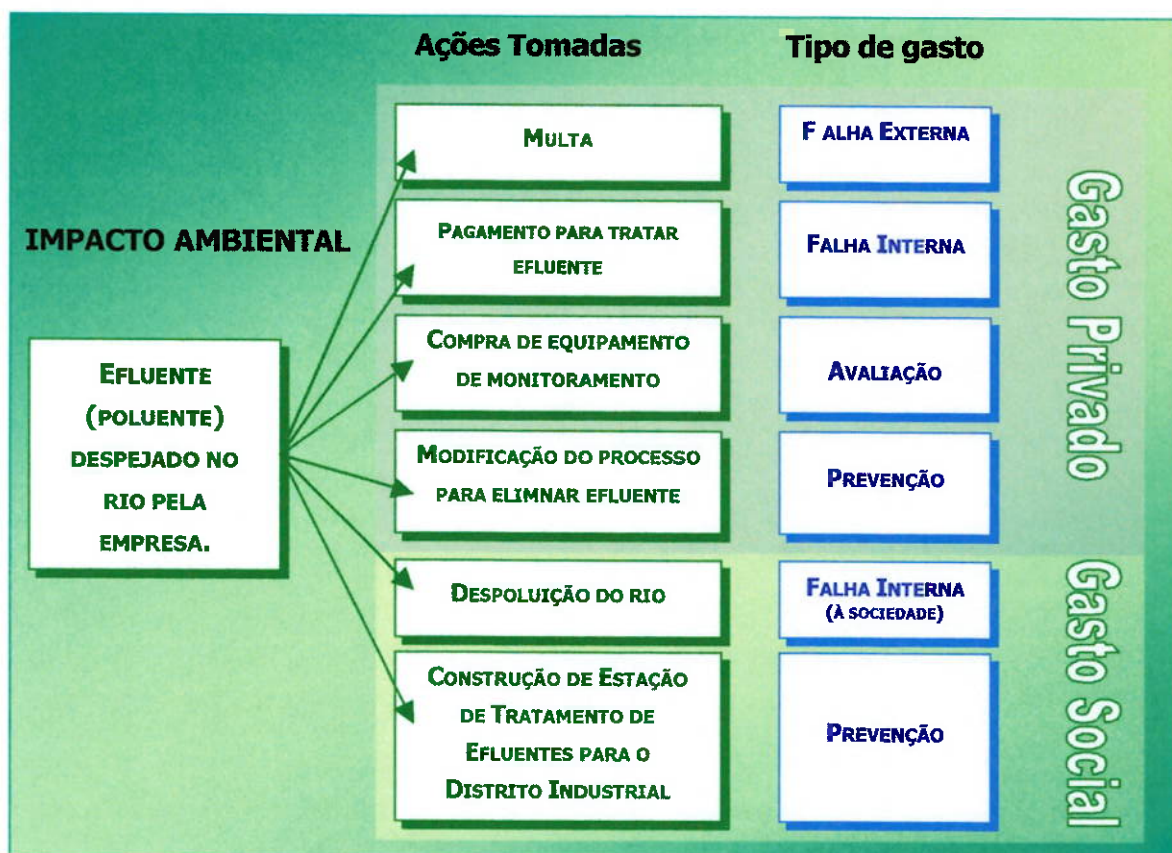 Ações Tomadas
Tipo de gasto
IMPACTO AMBIENTAL
EFLUENTE
(POLUENTE)
DESPEJADO NO
RIO PELA
EMPRESA.
MULTA
FALHA EXTERNA
PAGAMENTO PARA TRATAR
EFLUENTE
FALHA INTERNA
COMPRA DE EQUIPAMENTO
DE MONITORAMENTO
AVALIAÇÃO
MODIFICAÇÃO DO PROCESSO
PARA ELIMNAR EFLUENTE
PREVENÇÃO
Gasto Privado
DESPOLUIÇÃO DO RIO
FALHA INTERNA
(À SOCIEDADE)
CONSTRUÇÃO DE ESTAÇÃO
DE TRATAMENTO DE
EFLUENTES PARA O
DISTRITO INDUSTRIAL
PREVENÇÃO
Gasto Social